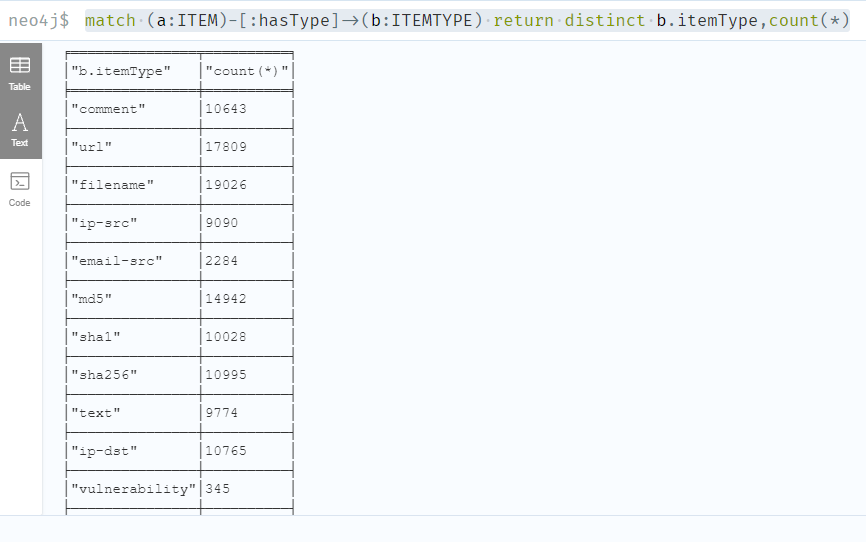 neo4j$ match (a:ITEM)-[:hasType]→(b:ITEMTYPE) return distinct b.itemType,count(*)
Table
Text
Code
"b.itemType" "count(*)"
"comment" 10643
"url" 17809
"filename" 19026
"ip-src" 9090
"email-src" 2284
"md5" 14942
"sha1" 10028
"sha256" 10995
"text" 9774
"ip-dst" 10765
"vulnerability" 345